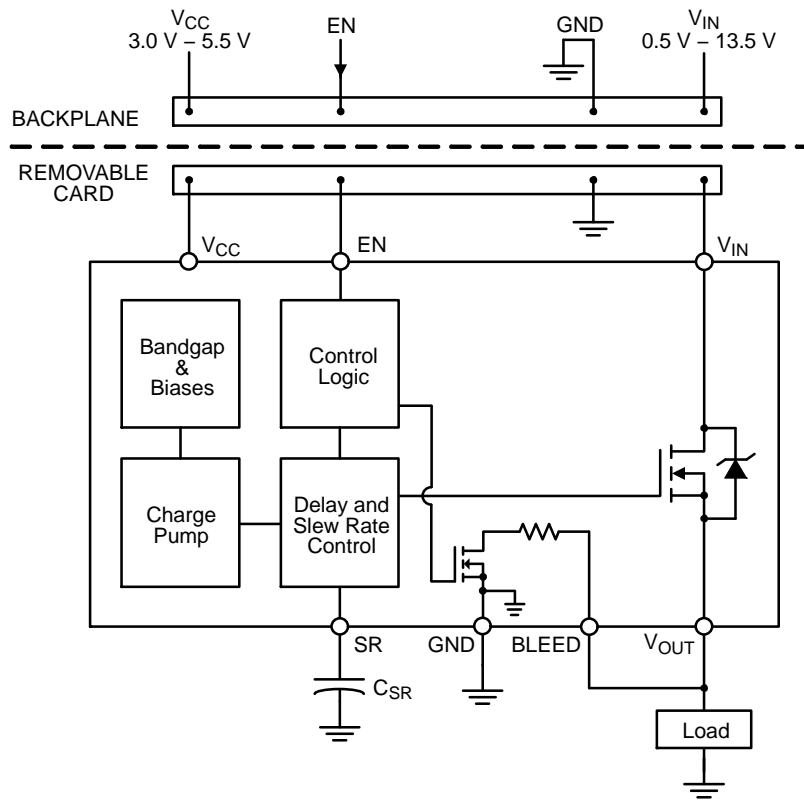 VCC
3.0 V – 5.5 V
EN
GND
VIN
0.5 V – 13.5 V
BACKPLANE
REMOVABLE
CARD
VCC
EN
VIN
Bandgap
&
Biases
Control
Logic
Charge
Pump
Delay and
Slew Rate
Control
SR
GND
BLEED
VOUT
CSR
Load